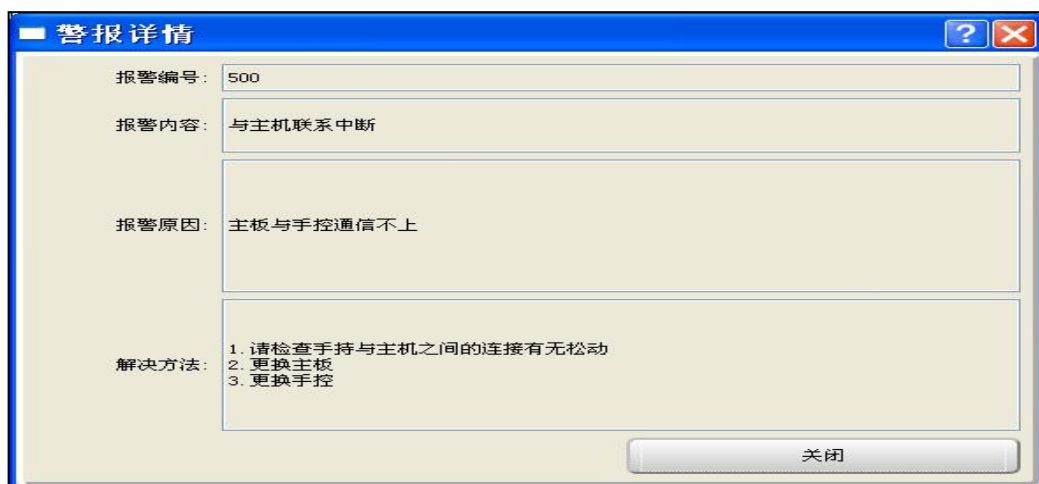 警报详情
报警编号: 500
报警内容: 与主机联系中断
报警原因: 主板与手控通信不上
解决方法: 1. 请检查手持与主机之间的连接有无松动
2. 更换主板
3. 更换手控
关闭